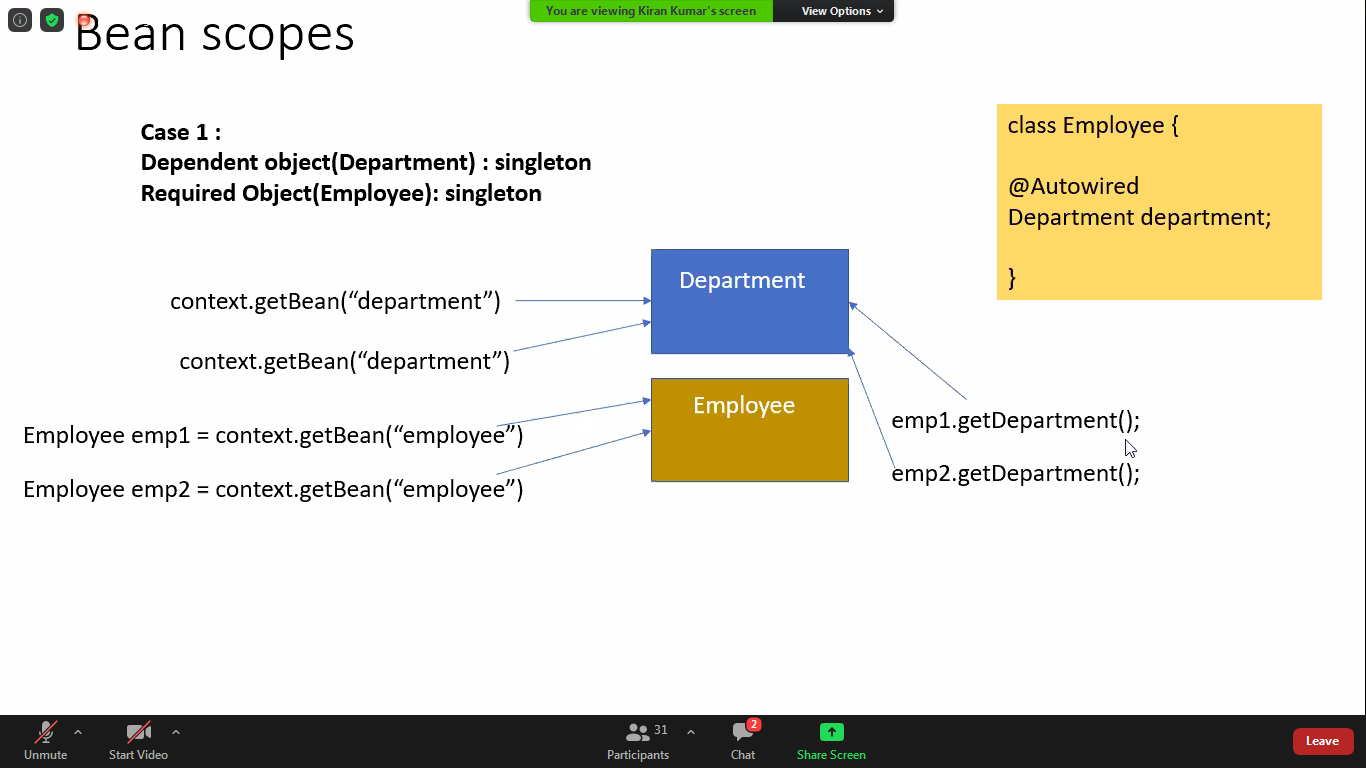 You are viewing Kiran Kumar's screen
View Options
Bean scopes
Case 1 :
Dependent object(Department) : singleton
Required Object(Employee): singleton
class Employee {
@Autowired
Department department;
}
context.getBean(“department”)
context.getBean(“department”)
Employee emp1 = context.getBean(“employee”)
Employee emp2 = context.getBean(“employee”)
Department
Employee
emp1.getDepartment();
emp2.getDepartment();
Unmute
Start Video
31
Participants
2
Chat
Share Screen
Leave